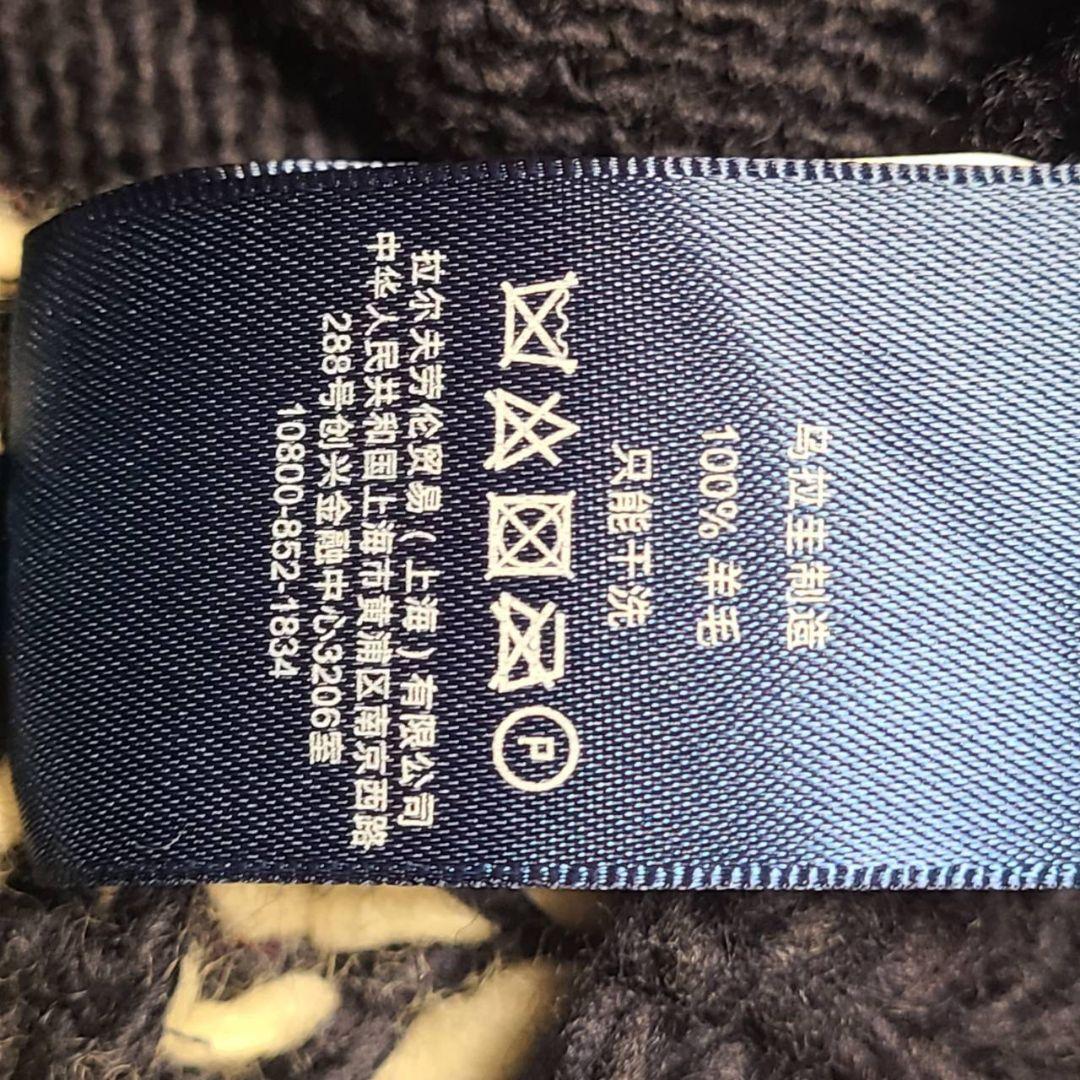 乌拉圭制造
100% 羊毛
只能干洗
P
拉尔夫劳伦贸易（上海）有限公司
中华人民共和国上海市黄浦区南京西路
288号创兴金融中心3206室
10800-852-1834